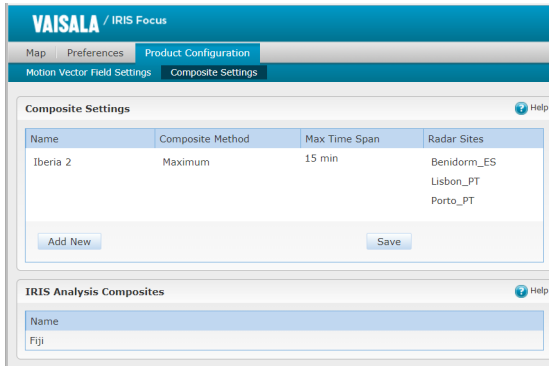 VAISALA / IRIS Focus
Map Preferences Product Configuration
Motion Vector Field Settings Composite Settings
Composite Settings ? Help
Name Composite Method Max Time Span Radar Sites
Iberia 2 Maximum 15 min Benidorm_ES
Lisbon_PT
Porto_PT
Add New Save
IRIS Analysis Composites ? Help
Name
Fiji